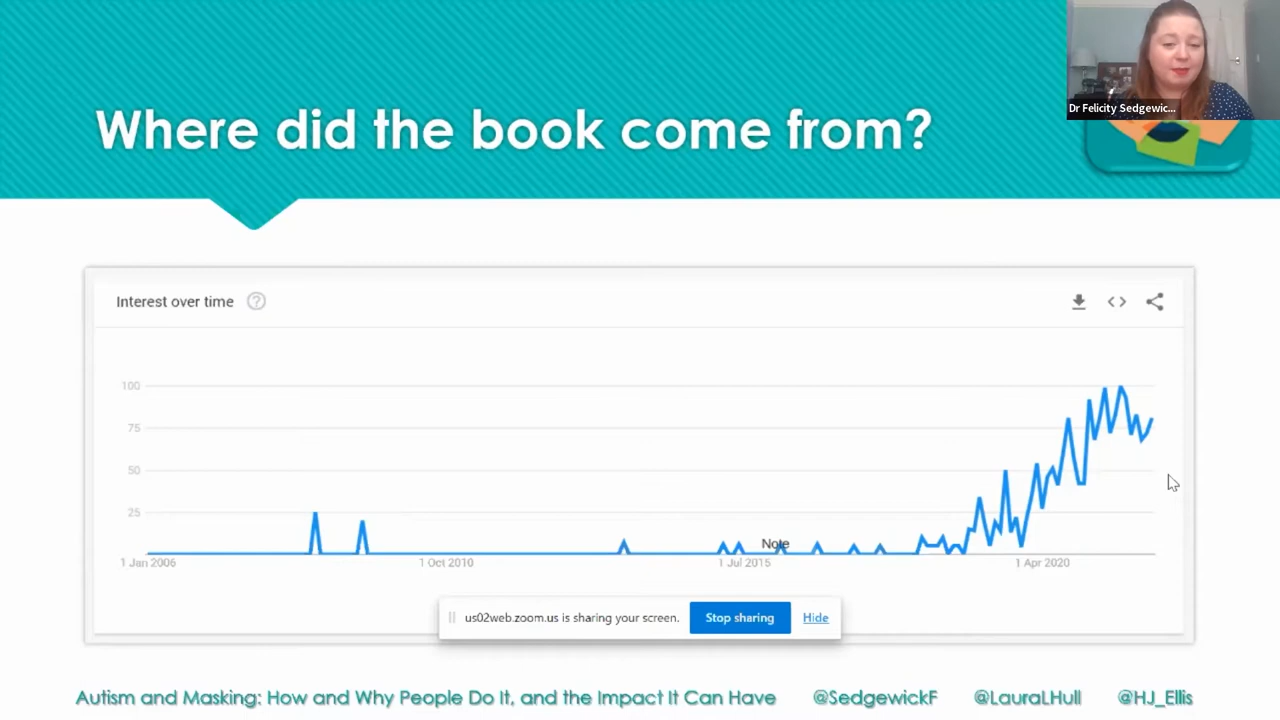 Dr Felicity Sedgewic...
Where did the book come from?
Interest over time ?
100
75
50
25
Note
1 Jan 2006 1 Oct 2010 1 Jul 2015 1 Apr 2020
us02web.zoom.us is sharing your screen. Stop sharing Hide
Autism and Masking: How and Why People Do It, and the Impact It Can Have @SedgewickF @LauraLHull @HJ_Ellis